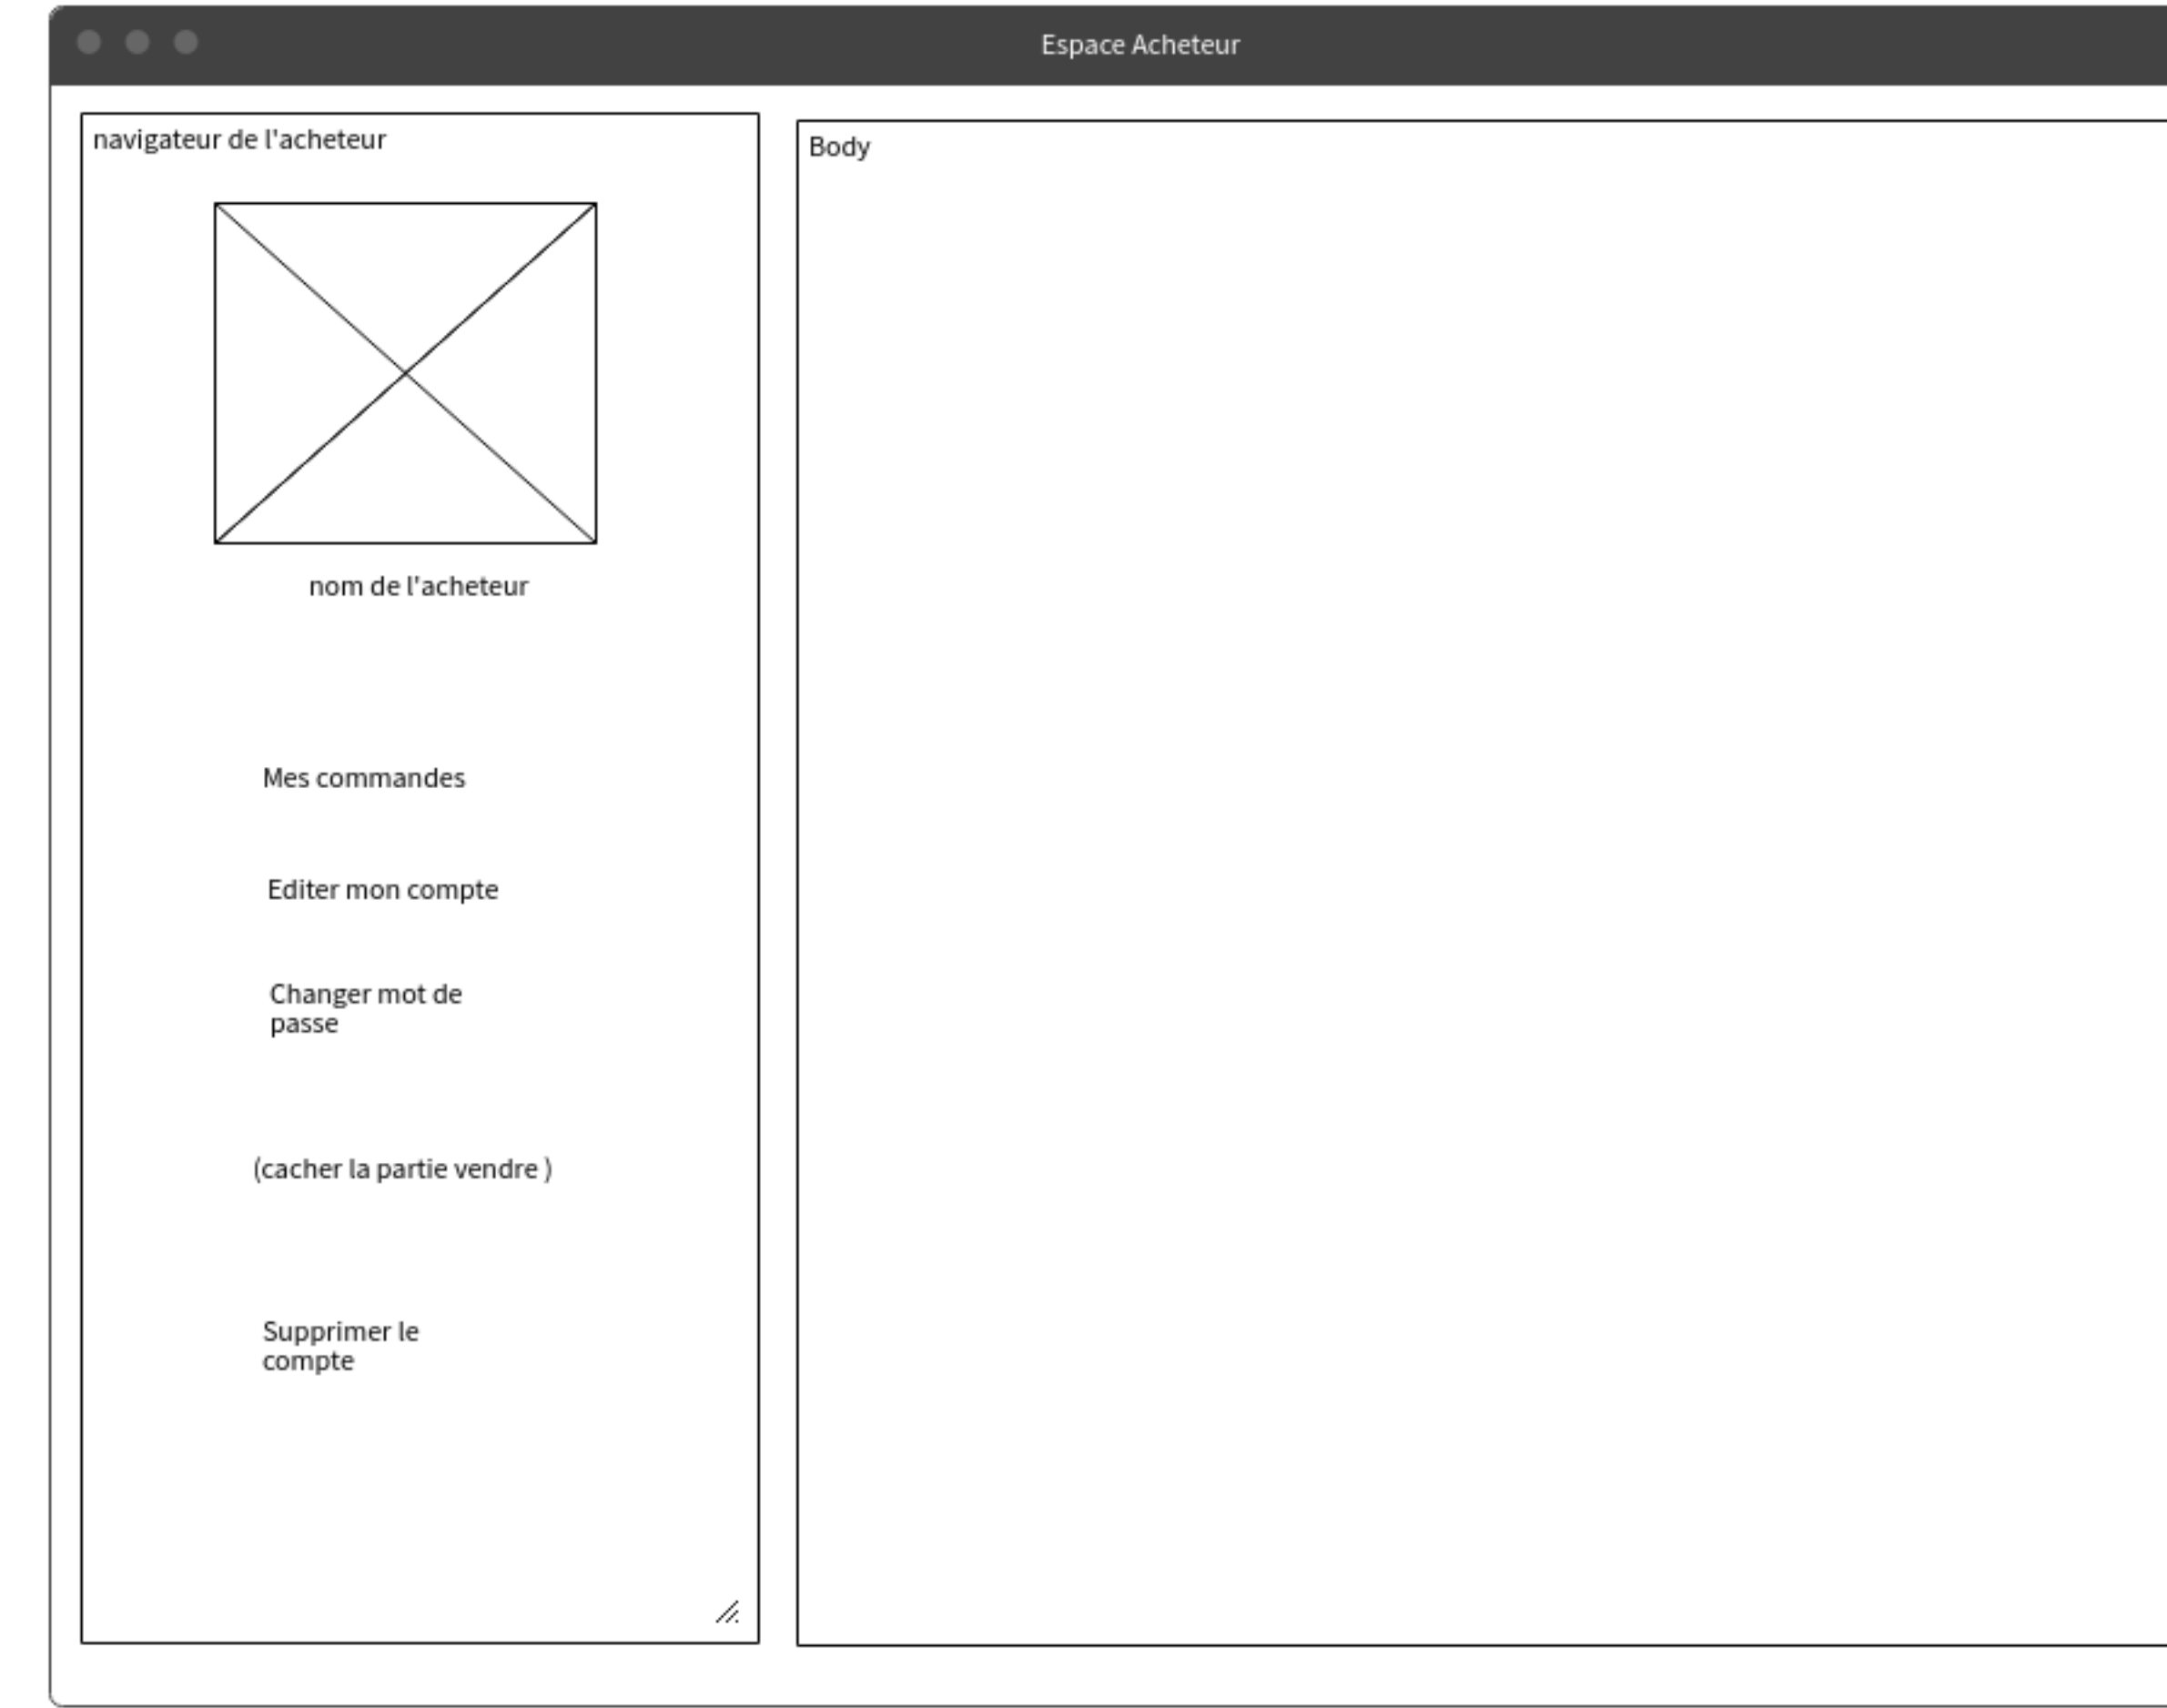 Espace Acheteur
navigateur de l'acheteur
nom de l'acheteur
Mes commandes
Editer mon compte
Changer mot de
passe
(cacher la partie vendre )
Supprimer le
compte
Body